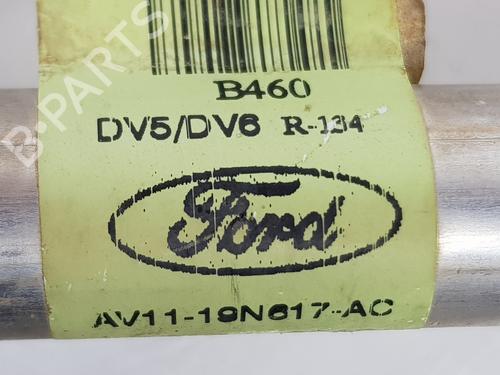 B-PARTS
B460
DV5/DV6 R-134
Ford
AV11-19N617-AC